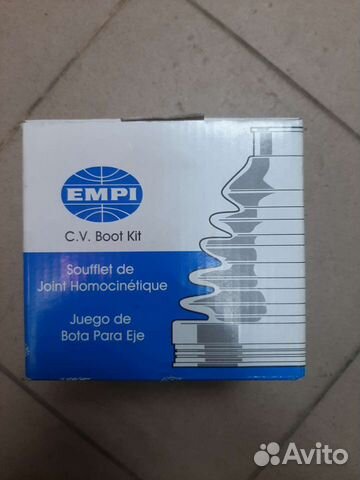 EMPI
C.V. Boot Kit
Soufflet de
Joint Homocinétique
Juego de
Bota Para Eje
Avito